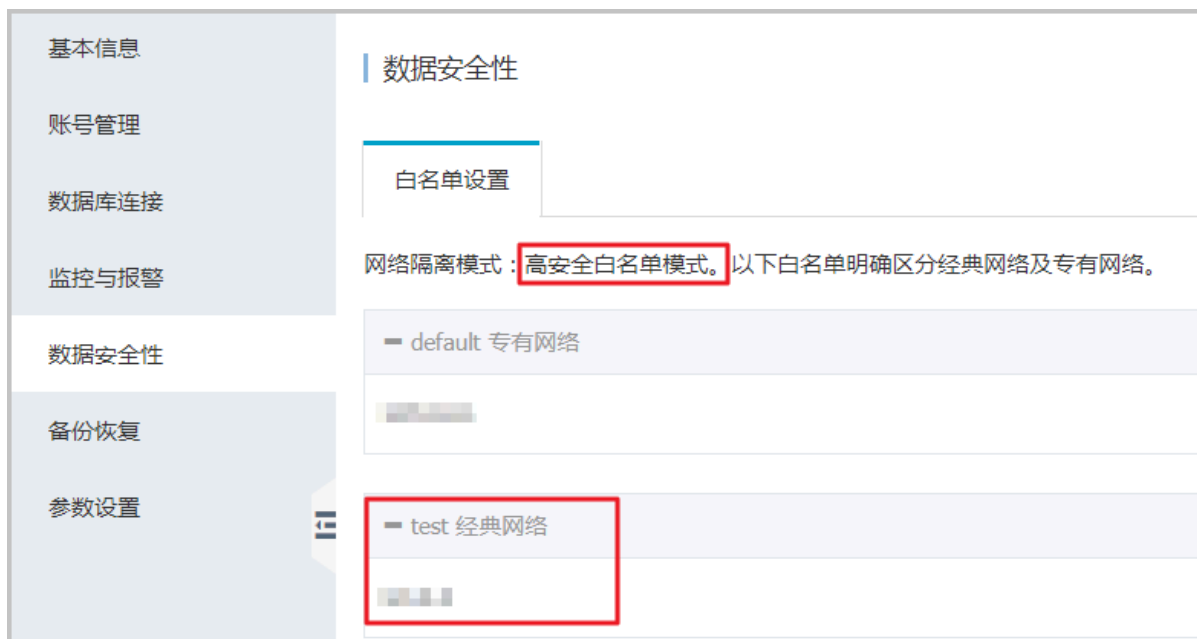 基本信息
账号管理
数据库连接
监控与报警
数据安全性
备份恢复
参数设置
数据安全性
白名单设置
网络隔离模式：高安全白名单模式。以下白名单明确区分经典网络及专有网络。
default 专有网络
test 经典网络